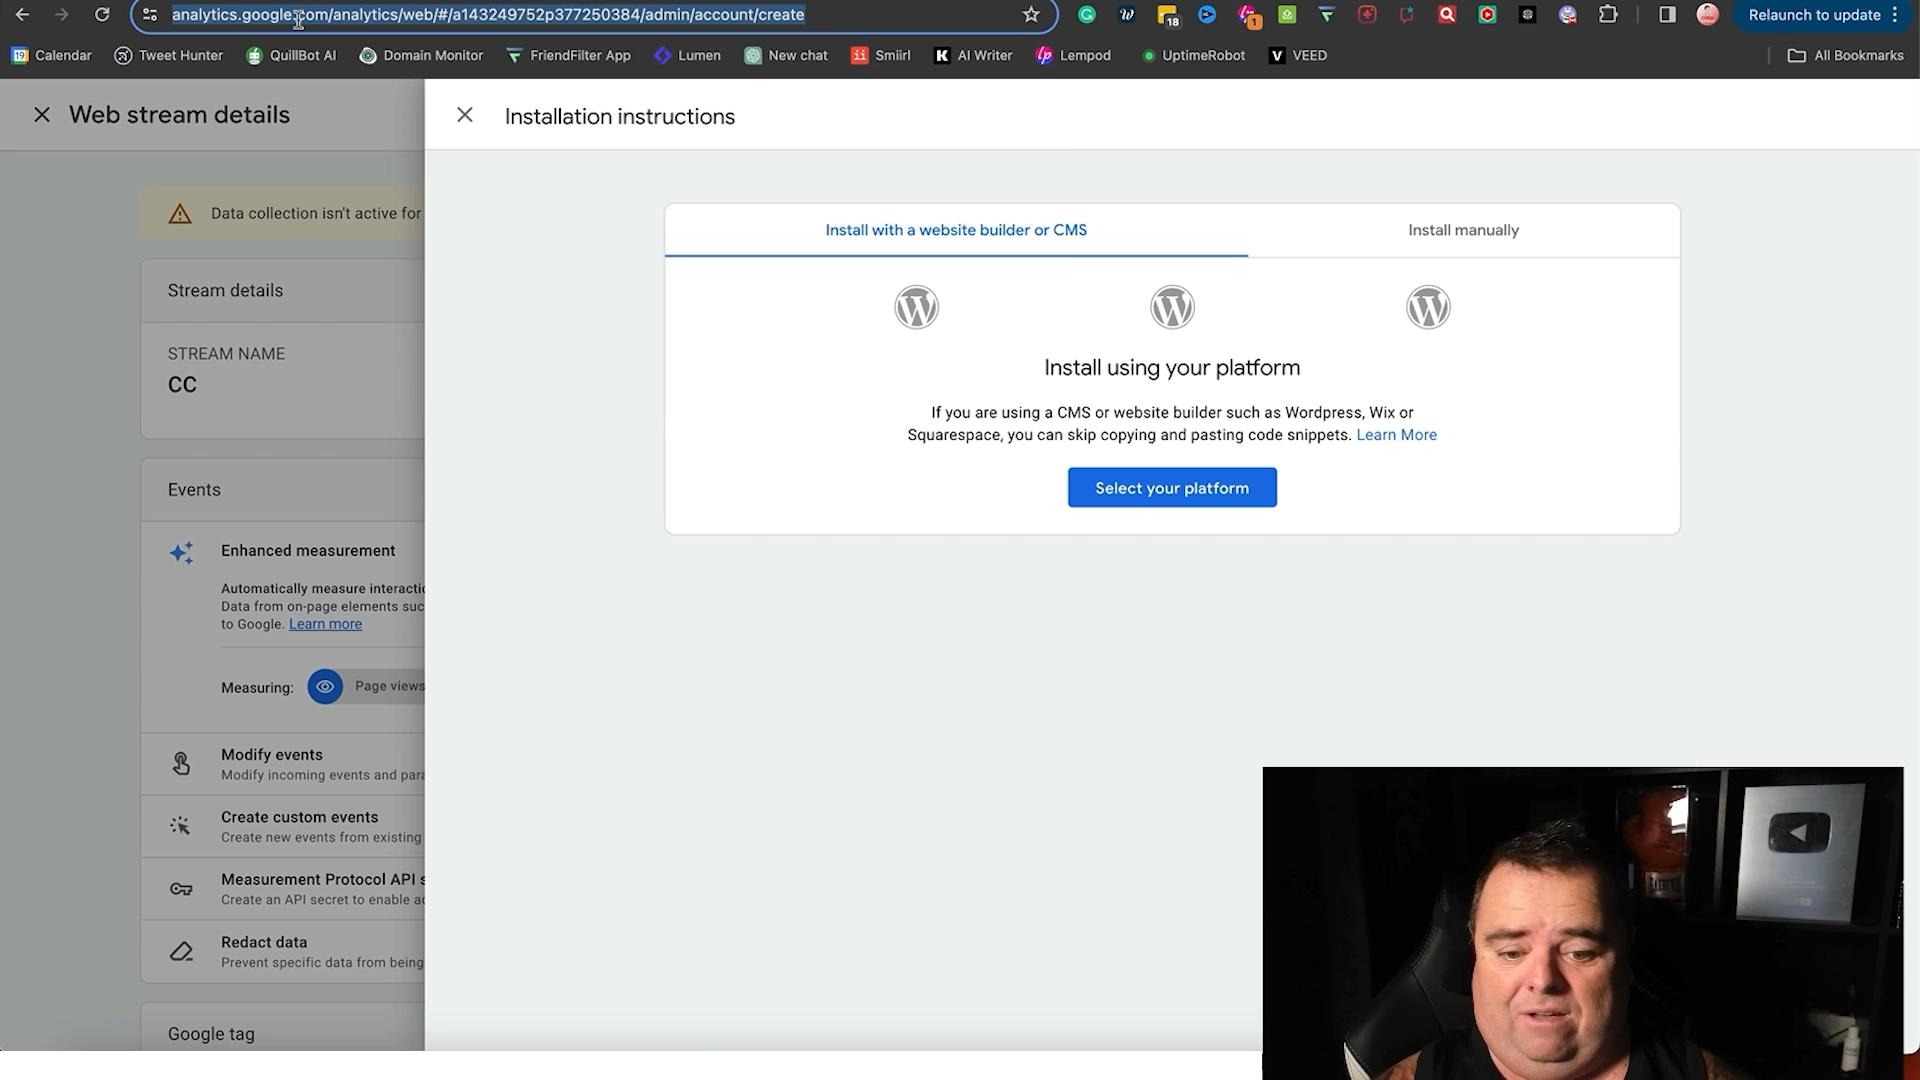 analytics.google.com/analytics/web/#/a143249752p377250384/admin/account/create
18
1
Relaunch to update
19 Calendar
Tweet Hunter
QuillBot AI
Domain Monitor
FriendFilter App
Lumen
New chat
Smiirl
K AI Writer
lp Lempod
UptimeRobot
V VEED
All Bookmarks
Web stream details
Installation instructions
Data collection isn't active for
Install with a website builder or CMS
Install manually
Stream details
STREAM NAME
CC
Install using your platform
If you are using a CMS or website builder such as Wordpress, Wix or
Squarespace, you can skip copying and pasting code snippets. Learn More
Select your platform
Events
Enhanced measurement
Automatically measure interactio
Data from on-page elements suc
to Google. Learn more
Measuring:
Page views
Modify events
Modify incoming events and para
Create custom events
Create new events from existing
Measurement Protocol API s
Create an API secret to enable ad
Redact data
Prevent specific data from being
Google tag